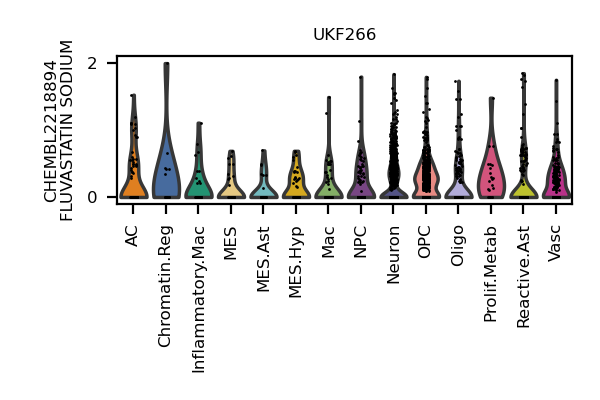 UKF266
CHEMBL2218894
FLUVASTATIN SODIUM
2
0
AC
Chromatin.Reg
Inflammatory.Mac
MES
MES.Ast
MES.Hyp
Mac
NPC
Neuron
OPC
Oligo
Prolif.Metab
Reactive.Ast
Vasc